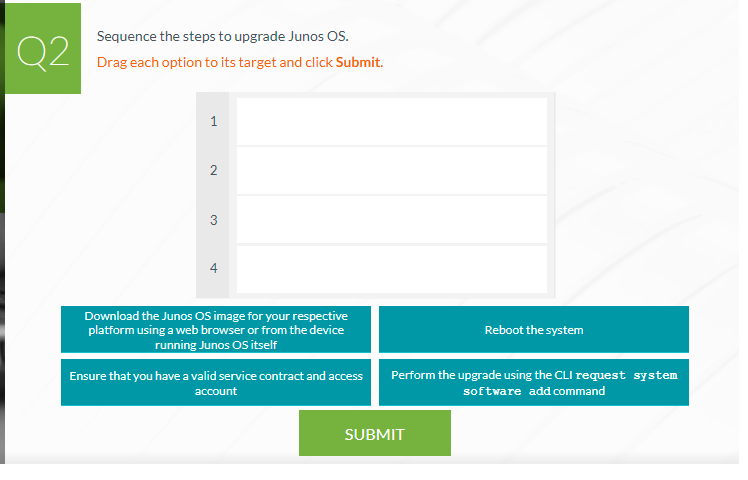 Q2
Sequence the steps to upgrade Junos OS.
Drag each option to its target and click Submit.
1
2
3
4
Download the Junos OS image for your respective
platform using a web browser or from the device
running Junos OS itself
Reboot the system
Ensure that you have a valid service contract and access
account
Perform the upgrade using the CLI request system
software add command
SUBMIT